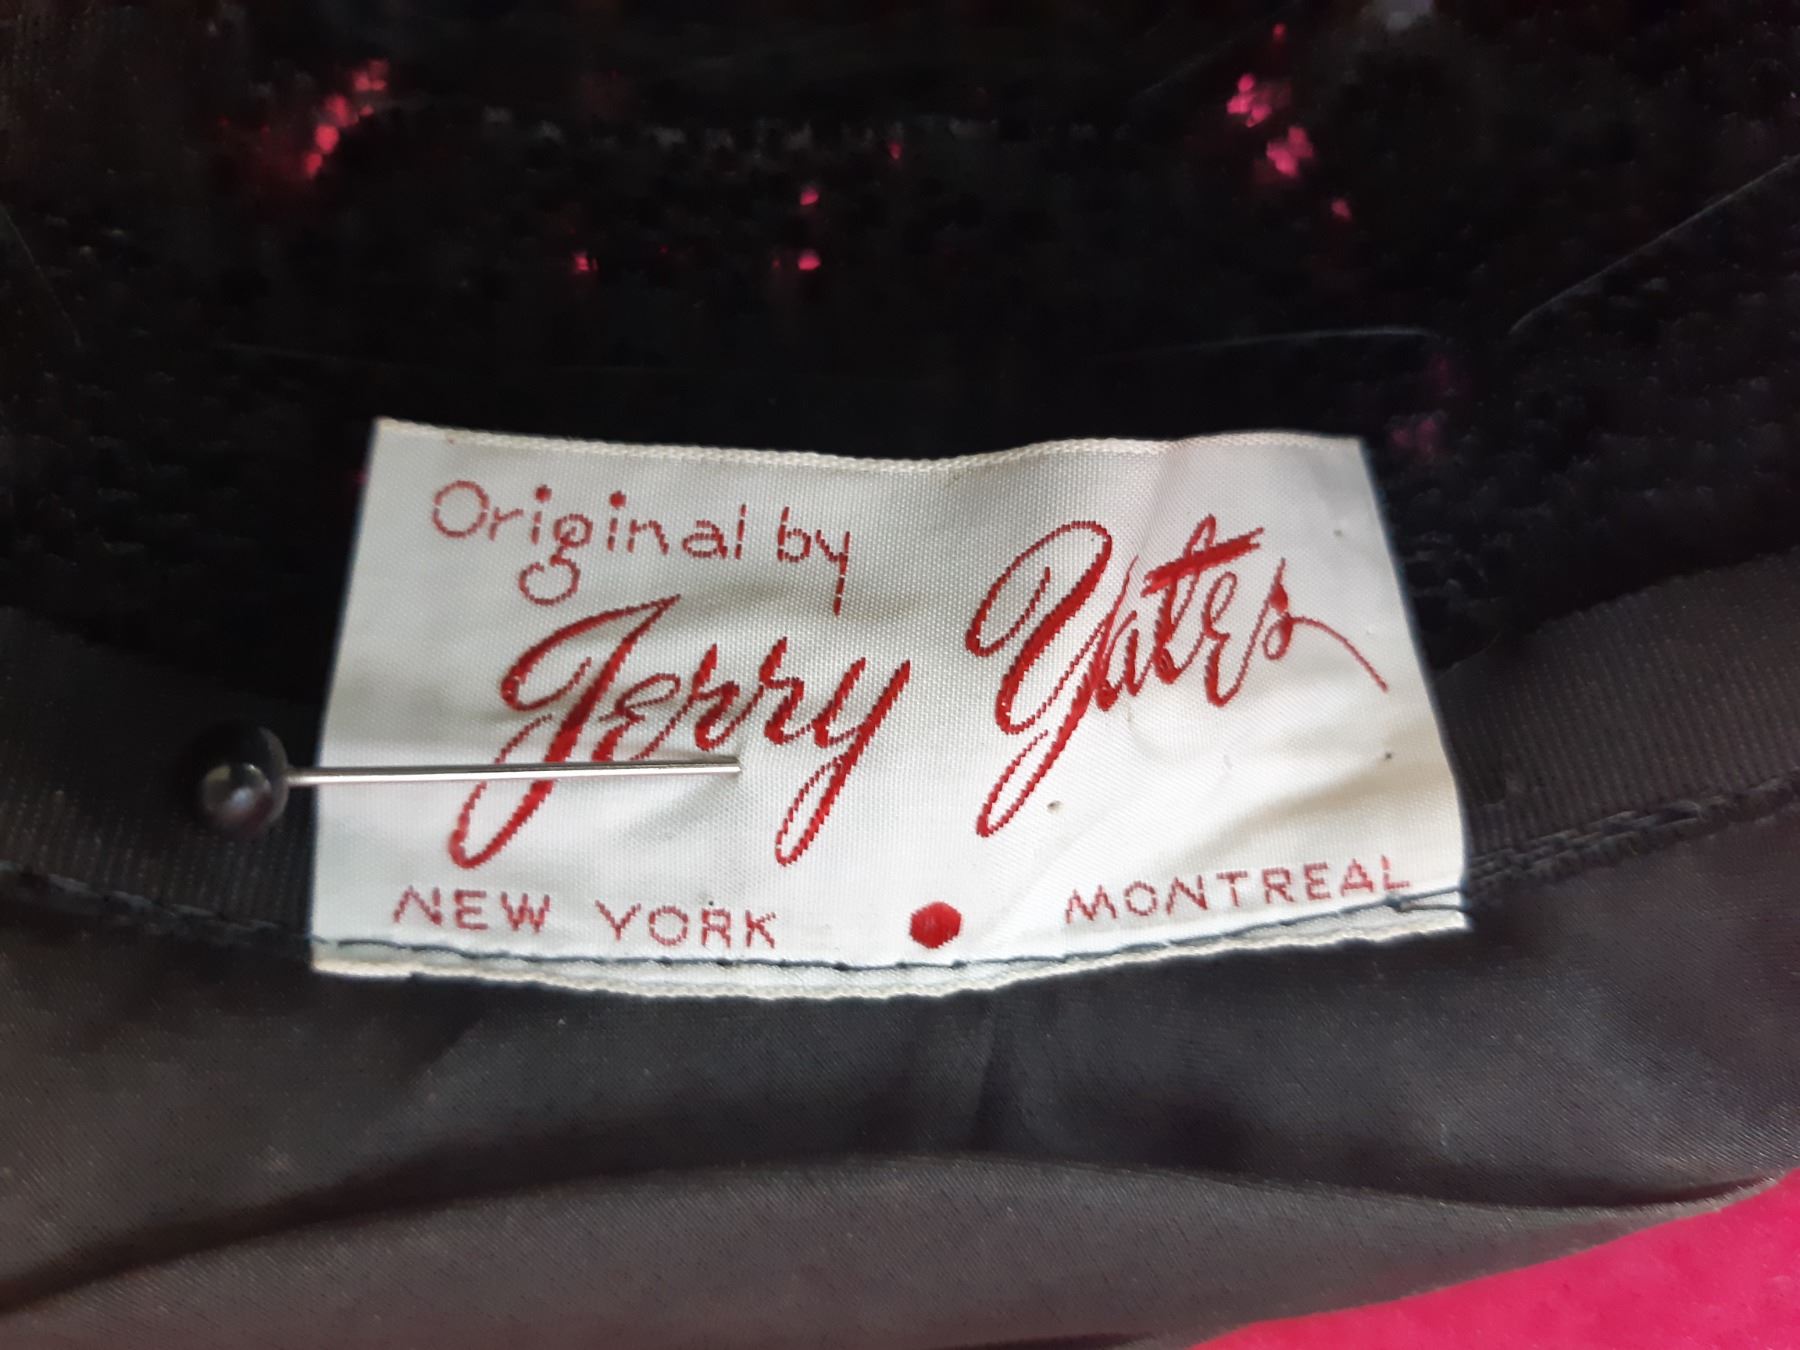 Original by
Jerry Yates
NEW YORK • MONTREAL